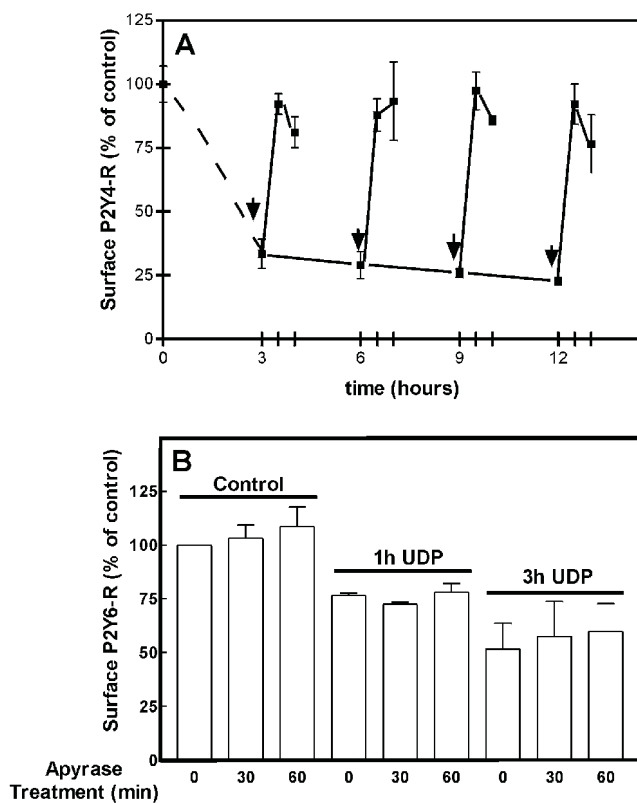 A
Surface P2Y4-R (% of control)
125
100
75
50
25
0
0 3 6 9 12
time (hours)
B
Surface P2Y6-R (% of control)
125
100
75
50
25
0
Control
1h UDP
3h UDP
Apyrase
Treatment (min)
0 30 60 0 30 60 0 30 60